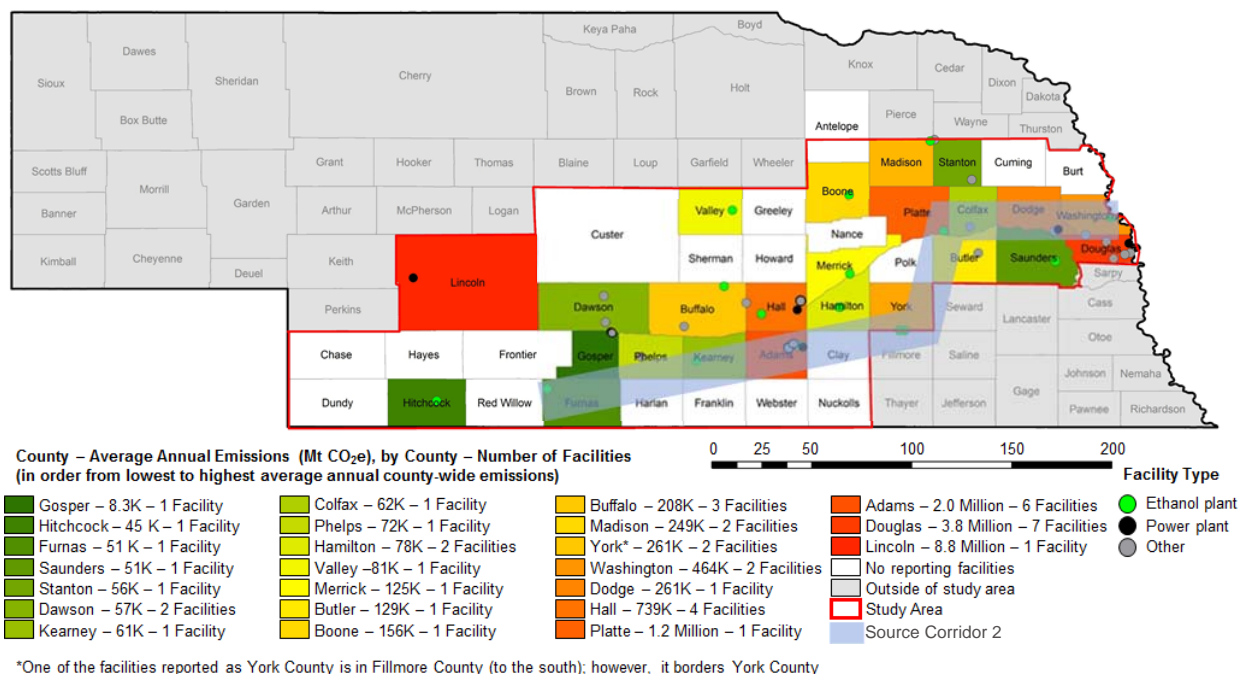 Boyd
Keya Paha
Dawes
Knox
Cedar
Sioux
Sheridan
Cherry
Dixon
Brown
Rock
Holt
Dakota
Box Butte
Pierce
Wayne
Antelope
Thurston
Scotts Bluff
Grant
Hooker
Thomas
Blaine
Loup
Garfield
Wheeler
Madison
Stanton
Cuming
Burt
Morrill
Garden
Boone
Banner
Arthur
McPherson
Logan
Valley
Greeley
Platte
Colfax
Dodge
Washington
Custer
Nance
Kimball
Cheyenne
Keith
Sherman
Howard
Merrick
Polk
Butler
Saunders
Douglas
Deuel
Sarpy
Lincoln
Perkins
Dawson
Buffalo
Hall
Hamilton
York
Seward
Lancaster
Cass
Otoe
Chase
Hayes
Frontier
Gosper
Phelps
Kearney
Adams
Clay
Fillmore
Saline
Johnson
Nemaha
Gage
Dundy
Hitchcock
Red Willow
Furnas
Harlan
Franklin
Webster
Nuckolls
Thayer
Jefferson
Pawnee
Richardson
0 25 50 100 150 200
County – Average Annual Emissions (Mt CO₂e), by County – Number of Facilities
(in order from lowest to highest average annual county-wide emissions)
Gosper – 8.3K – 1 Facility
Hitchcock – 45 K – 1 Facility
Furnas – 51 K – 1 Facility
Saunders – 51K – 1 Facility
Stanton – 56K – 1 Facility
Dawson – 57K – 2 Facilities
Kearney – 61K – 1 Facility
Colfax – 62K – 1 Facility
Phelps – 72K – 1 Facility
Hamilton – 78K – 2 Facilities
Valley –81K – 1 Facility
Merrick – 125K – 1 Facility
Butler – 129K – 1 Facility
Boone – 156K – 1 Facility
Buffalo – 208K – 3 Facilities
Madison – 249K – 2 Facilities
York* – 261K – 2 Facilities
Washington – 464K – 2 Facilities
Dodge – 261K – 1 Facility
Hall – 739K – 4 Facilities
Platte – 1.2 Million – 1 Facility
Adams – 2.0 Million – 6 Facilities
Douglas – 3.8 Million – 7 Facilities
Lincoln – 8.8 Million – 1 Facility
No reporting facilities
Outside of study area
Study Area
Source Corridor 2
Facility Type
Ethanol plant
Power plant
Other
*One of the facilities reported as York County is in Fillmore County (to the south); however, it borders York County